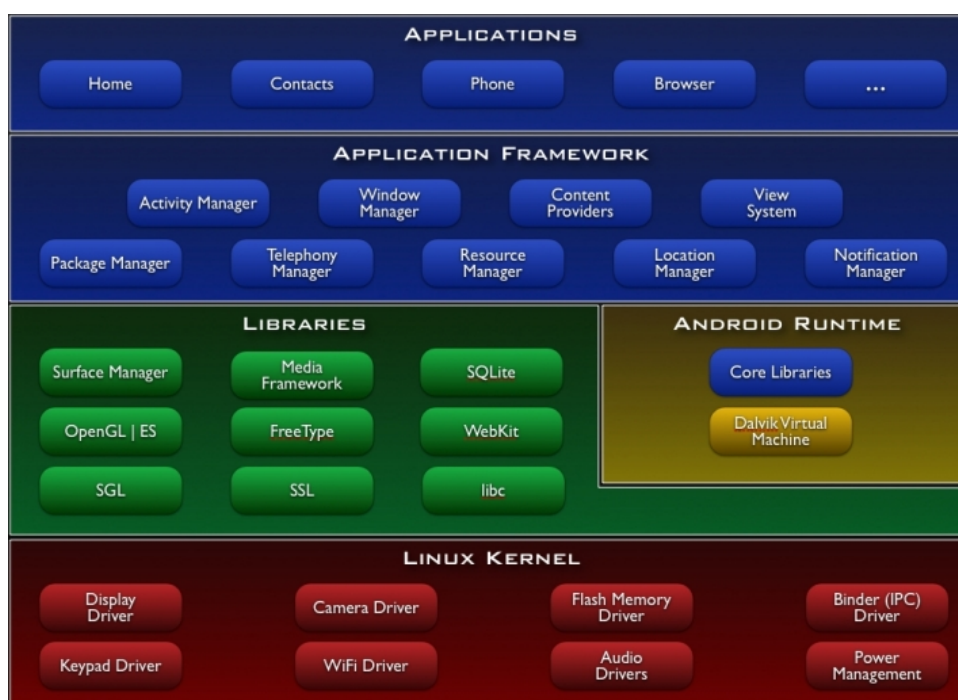 APPLICATIONS
Home
Contacts
Phone
Browser
...
APPLICATION FRAMEWORK
Activity Manager
Window
Manager
Content
Providers
View
System
Package Manager
Telephony
Manager
Resource
Manager
Location
Manager
Notification
Manager
LIBRARIES
Surface Manager
Media
Framework
SQLite
OpenGL | ES
FreeType
WebKit
SGL
SSL
libc
ANDROID RUNTIME
Core Libraries
Dalvik Virtual
Machine
LINUX KERNEL
Display
Driver
Camera Driver
Flash Memory
Driver
Binder (IPC)
Driver
Keypad Driver
WiFi Driver
Audio
Drivers
Power
Management